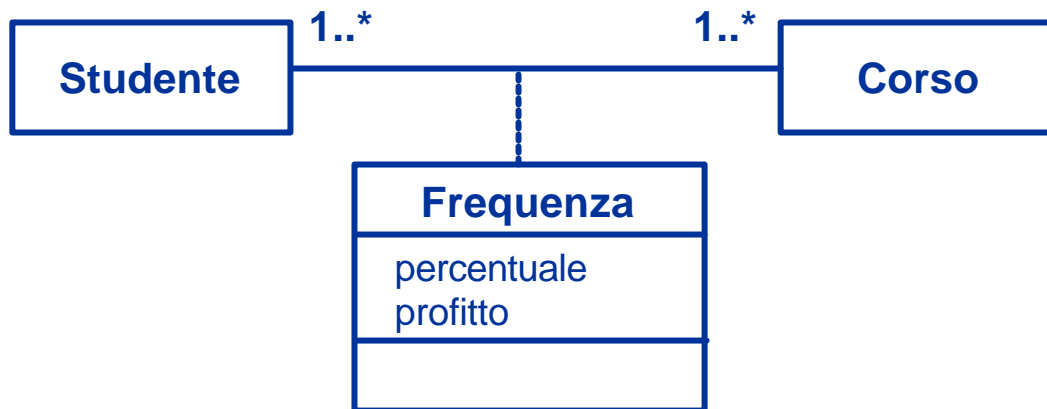 1..*
1..*
Studente
Corso
Frequenza
percentuale
profitto